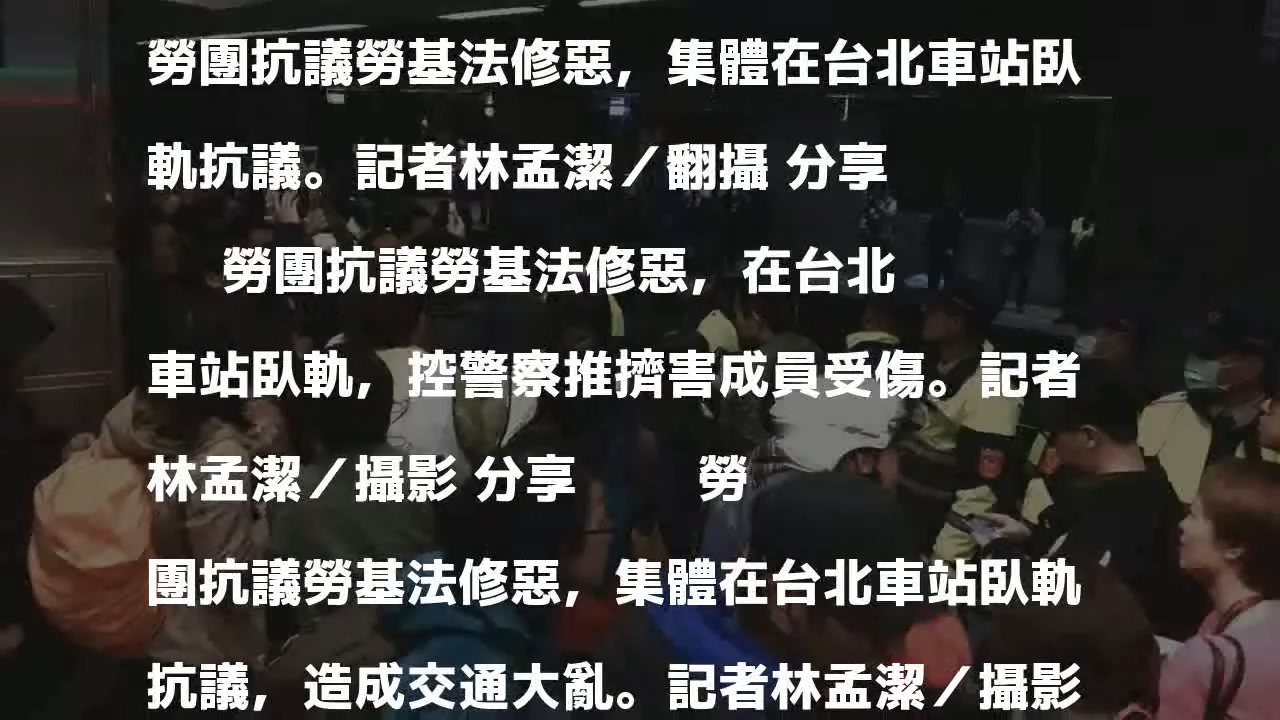 勞團抗議勞基法修惡，集體在台北車站臥
軌抗議。記者林孟潔／翻攝 分享
勞團抗議勞基法修惡，在台北
車站臥軌，控警察推擠害成員受傷。記者
林孟潔／攝影 分享 勞
團抗議勞基法修惡，集體在台北車站臥軌
抗議，造成交通大亂。記者林孟潔／攝影